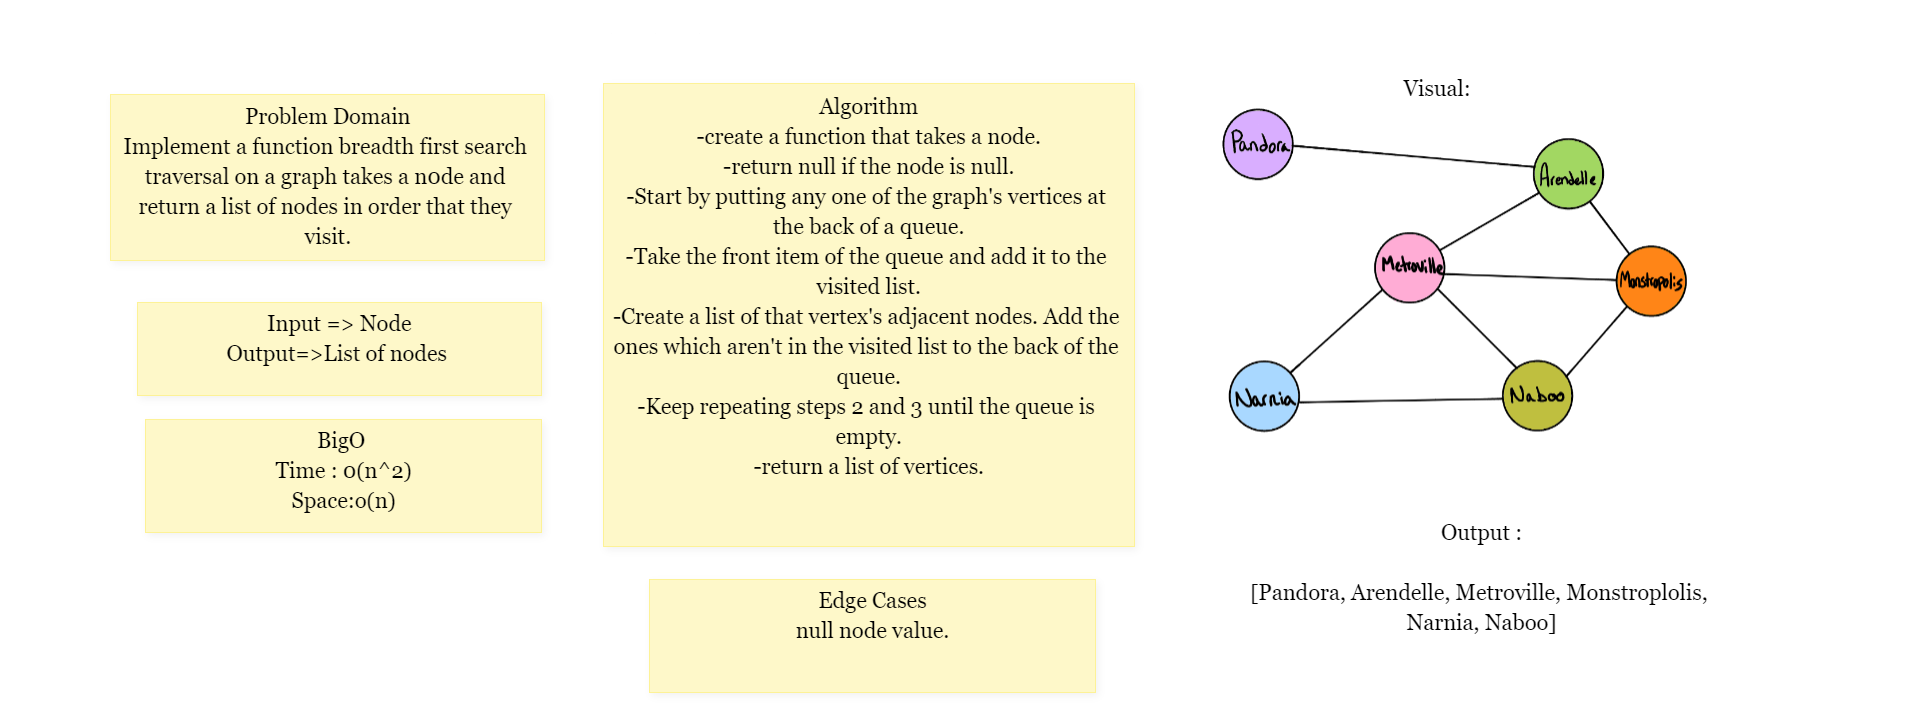 Problem Domain
Implement a function breadth first search
traversal on a graph takes a node and
return a list of nodes in order that they
visit.
Input => Node
Output=>List of nodes
BigO
Time : o(n^2)
Space:o(n)
Algorithm
-create a function that takes a node.
-return null if the node is null.
-Start by putting any one of the graph's vertices at
the back of a queue.
-Take the front item of the queue and add it to the
visited list.
-Create a list of that vertex's adjacent nodes. Add the
ones which aren't in the visited list to the back of the
queue.
-Keep repeating steps 2 and 3 until the queue is
empty.
-return a list of vertices.
Edge Cases
null node value.
Visual:
Pandora
Arendelle
Metroville
Monstropolis
Narnia
Naboo
Output :
[Pandora, Arendelle, Metroville, Monstroplolis,
Narnia, Naboo]